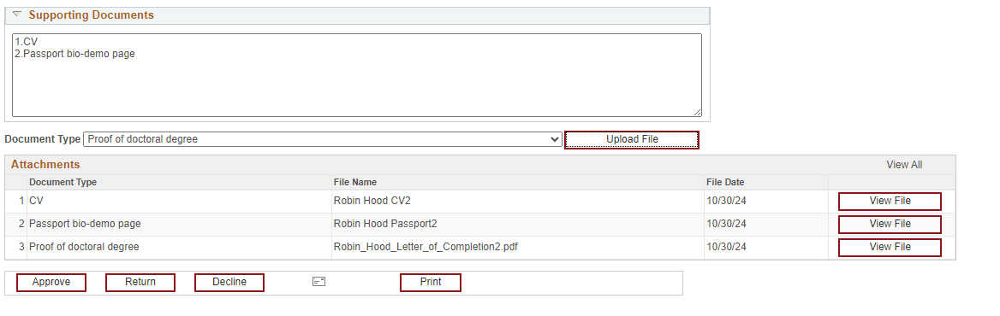 Supporting Documents
1.CV
2.Passport bio-demo page
Document Type Proof of doctoral degree Upload File
Attachments View All
Document Type File Name File Date
1 CV Robin Hood CV2 10/30/24 View File
2 Passport bio-demo page Robin Hood Passport2 10/30/24 View File
3 Proof of doctoral degree Robin_Hood_Letter_of_Completion2.pdf 10/30/24 View File
Approve Return Decline Print